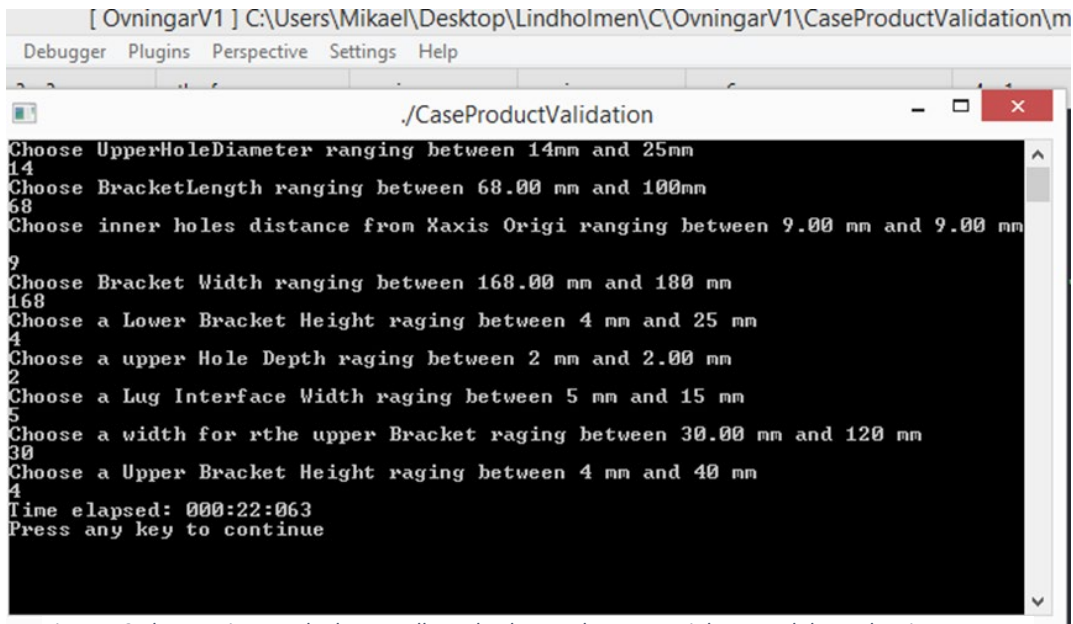 [ OvningarV1 ] C:\Users\Mikael\Desktop\Lindholmen\C\OvningarV1\CaseProductValidation\m
Debugger Plugins Perspective Settings Help
./CaseProductValidation
Choose UpperHoleDiameter ranging between 14mm and 25mm
14
Choose BracketLength ranging between 68.00 mm and 100mm
68
Choose inner holes distance from Xaxis Origi ranging between 9.00 mm and 9.00 mm
9
Choose Bracket Width ranging between 168.00 mm and 180 mm
168
Choose a Lower Bracket Height raging between 4 mm and 25 mm
4
Choose a upper Hole Depth raging between 2 mm and 2.00 mm
2
Choose a Lug Interface Width raging between 5 mm and 15 mm
5
Choose a width for rthe upper Bracket raging between 30.00 mm and 120 mm
30
Choose a Upper Bracket Height raging between 4 mm and 40 mm
4
Time elapsed: 000:22:063
Press any key to continue